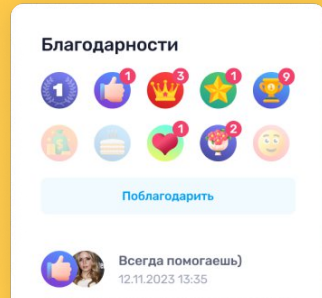 Благодарности
1 1 3 1 9
1 2
Поблагодарить
Всегда помогаешь)
12.11.2023 13:35